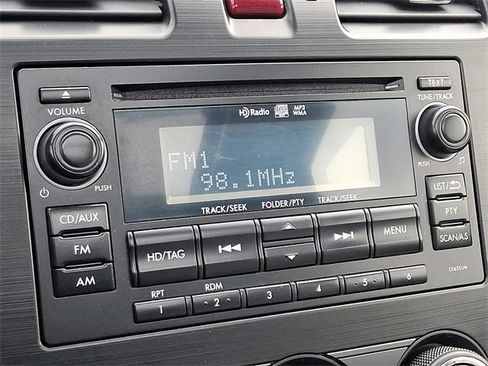 TEXT
VOLUME
HD Radio
MP3
WMA
TUNE/TRACK
FM1
98.1MHz
PUSH
PUSH
TRACK/SEEK
FOLDER/PTY
TRACK/SEEK
LIST/
CD/AUX
PTY
FM
HD/TAG
MENU
SCAN/A.S
AM
RPT
RDM
1
2
3
4
5
6